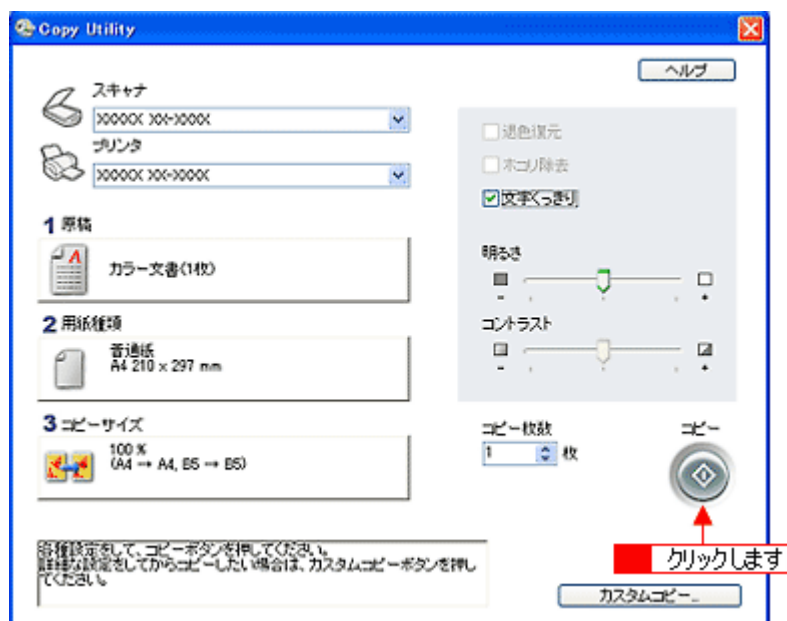 Copy Utility
ヘルプ
スキャナ
XXXXX XX-XXXX
プリンタ
XXXXX XX-XXXX
退色復元
ホコリ除去
文字くっきり
1 原稿
カラー文書(1枚)
明るさ
- +
2 用紙種類
普通紙
A4 210 x 297 mm
コントラスト
- +
3 コピーサイズ
100 %
(A4 → A4, B5 → B5)
コピー枚数
1 枚
コピー
クリックします
各種設定をして、コピーボタンを押してください。
詳細な設定をしてからコピーしたい場合は、カスタムコピーボタンを押し
てください。
カスタムコピー...